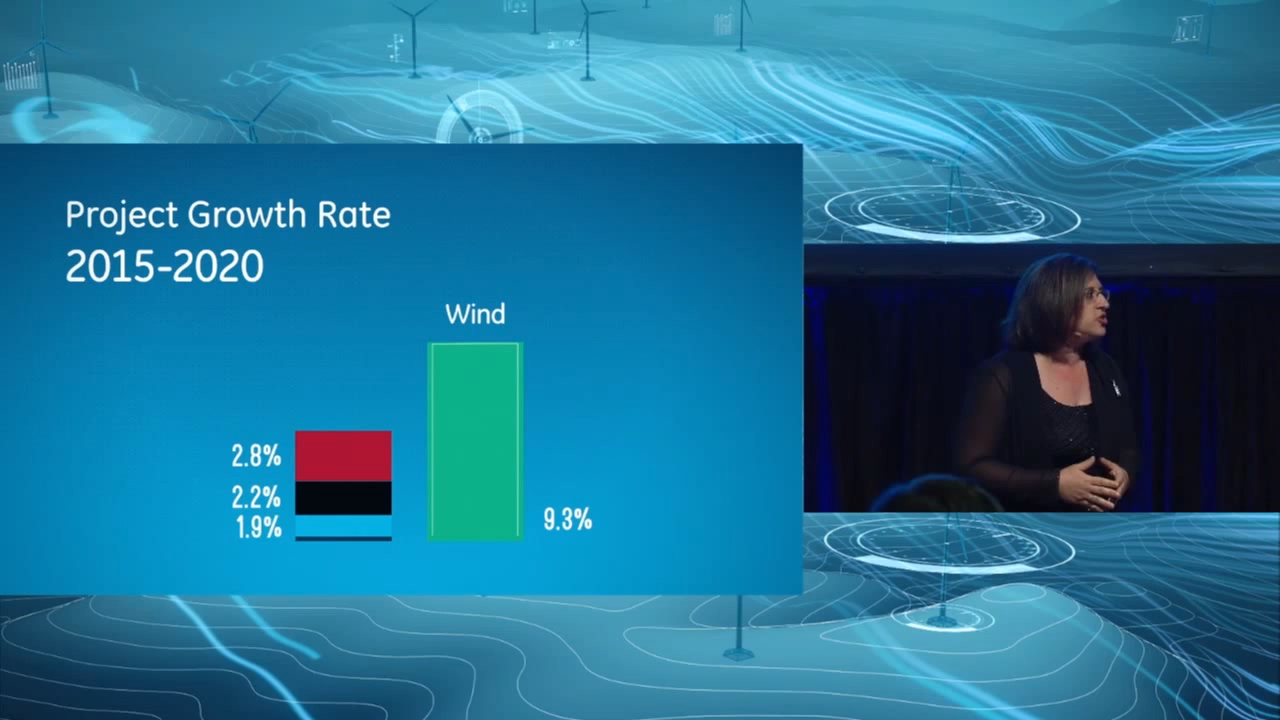 Project Growth Rate
2015-2020
Wind
2.8%
2.2%
1.9%
9.3%